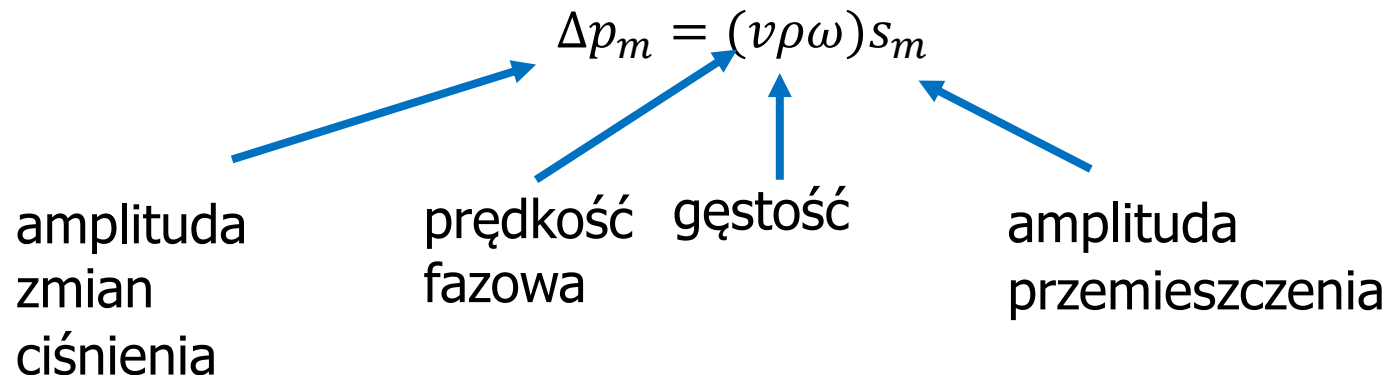 Δp_m = (vρω)s_m
amplituda
zmian
ciśnienia
prędkość
fazowa
gęstość
amplituda
przemieszczenia